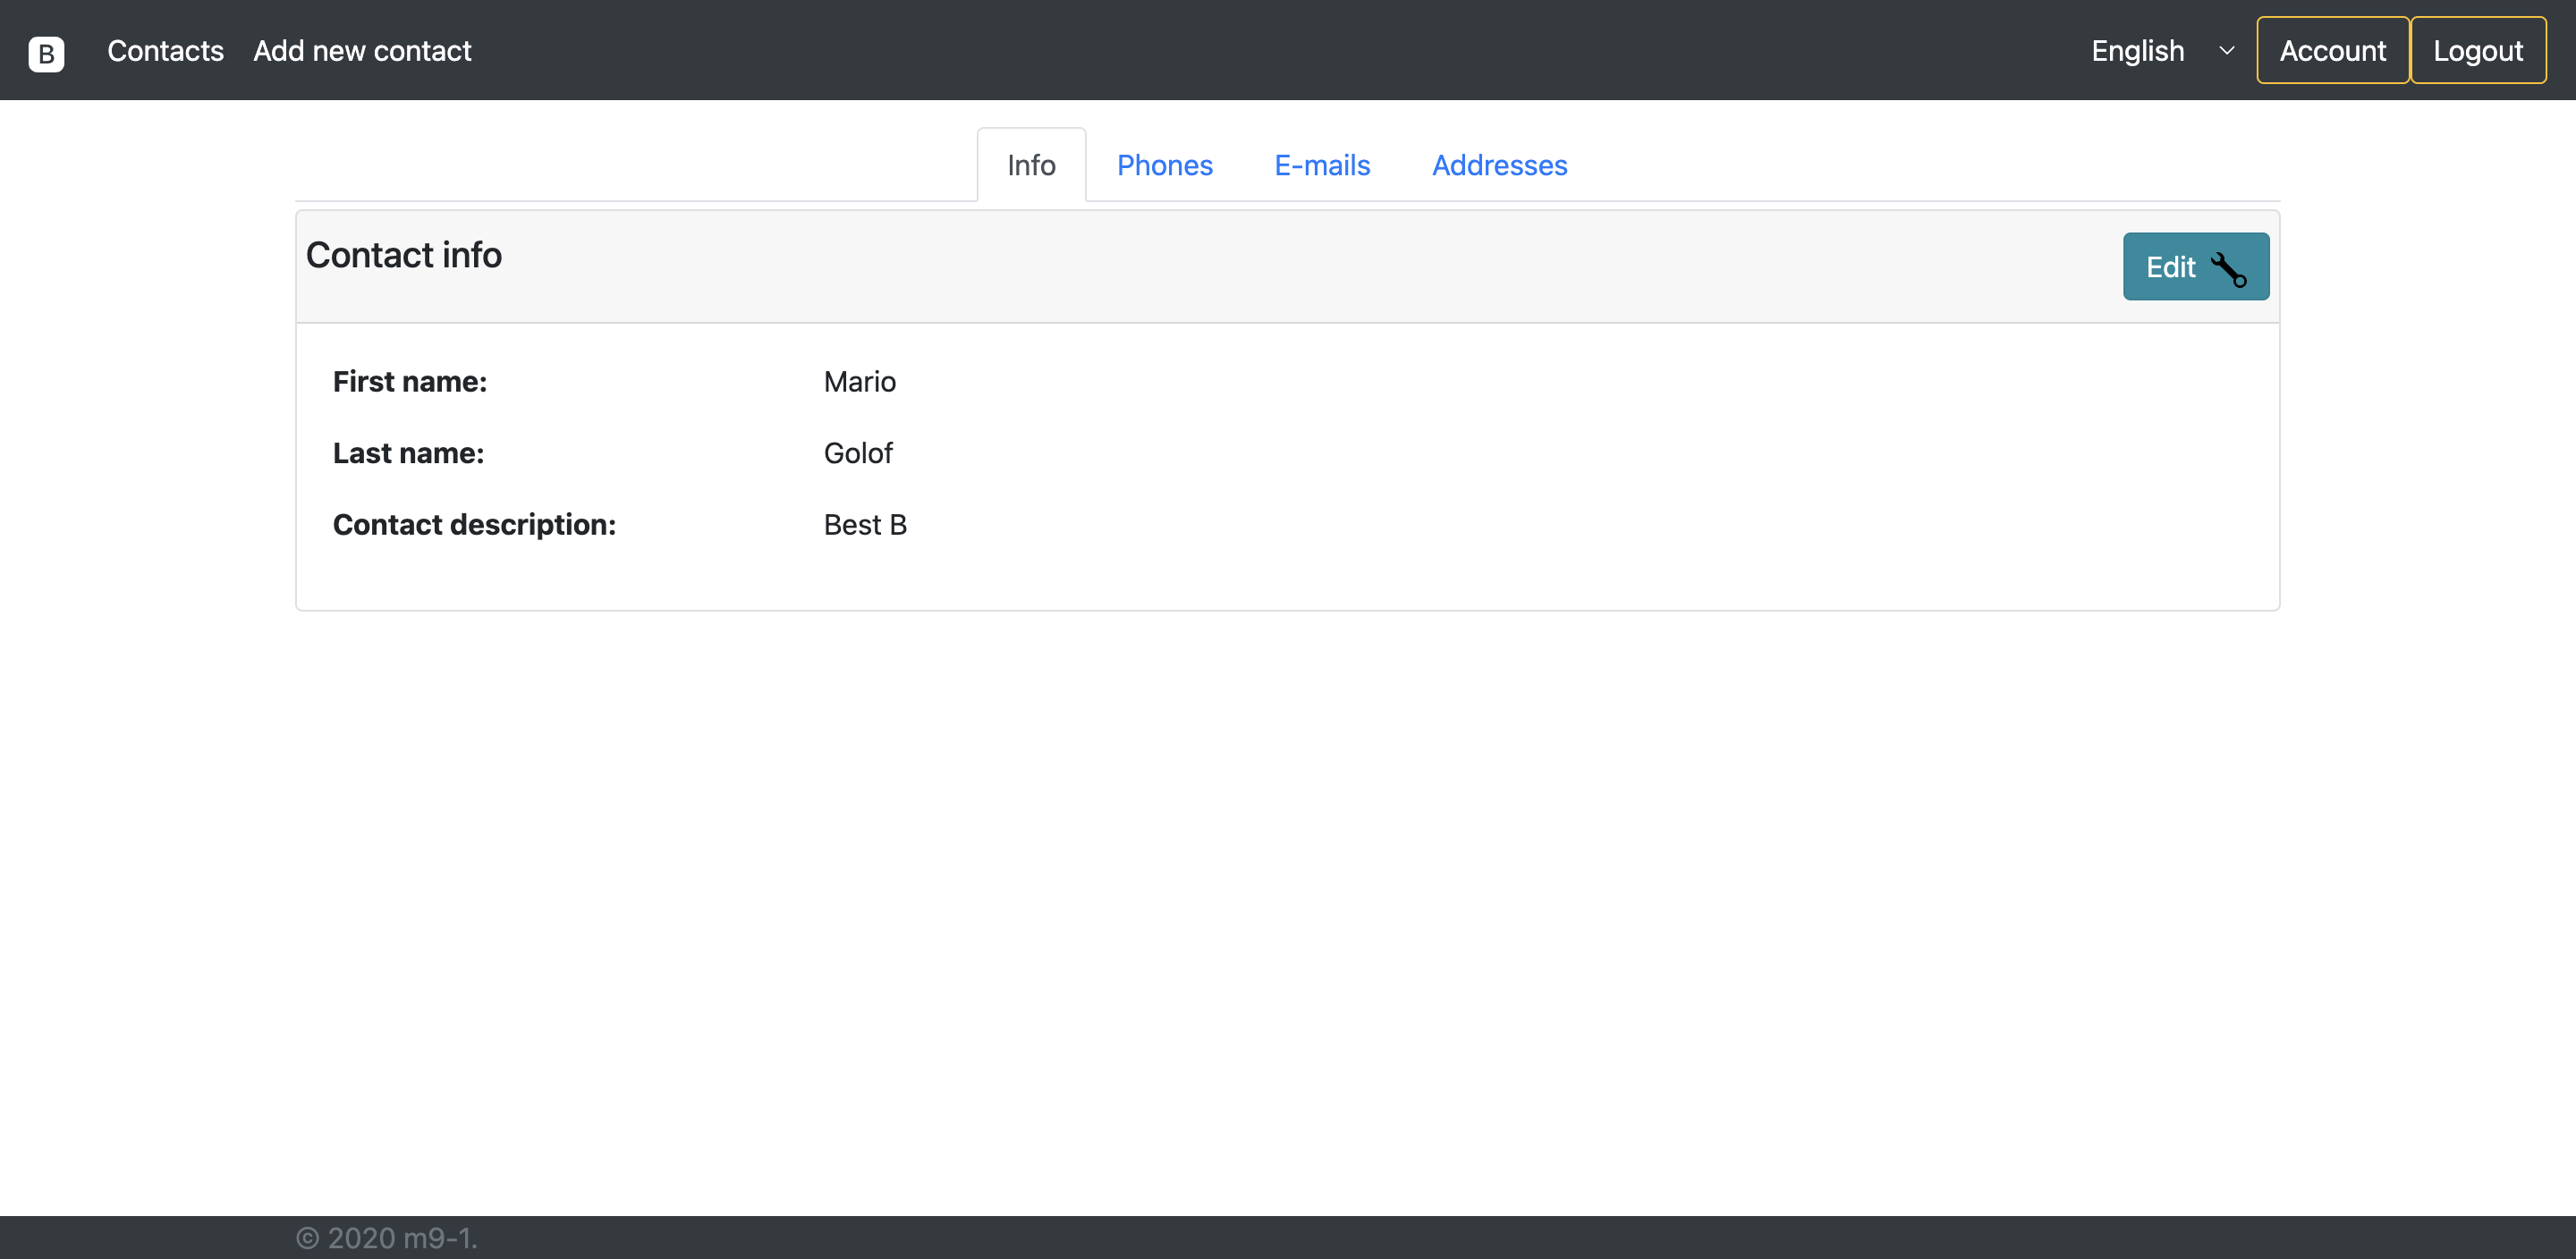 B Contacts Add new contact English Account Logout
Info Phones E-mails Addresses
Contact info Edit
First name: Mario
Last name: Golof
Contact description: Best B
© 2020 m9-1.